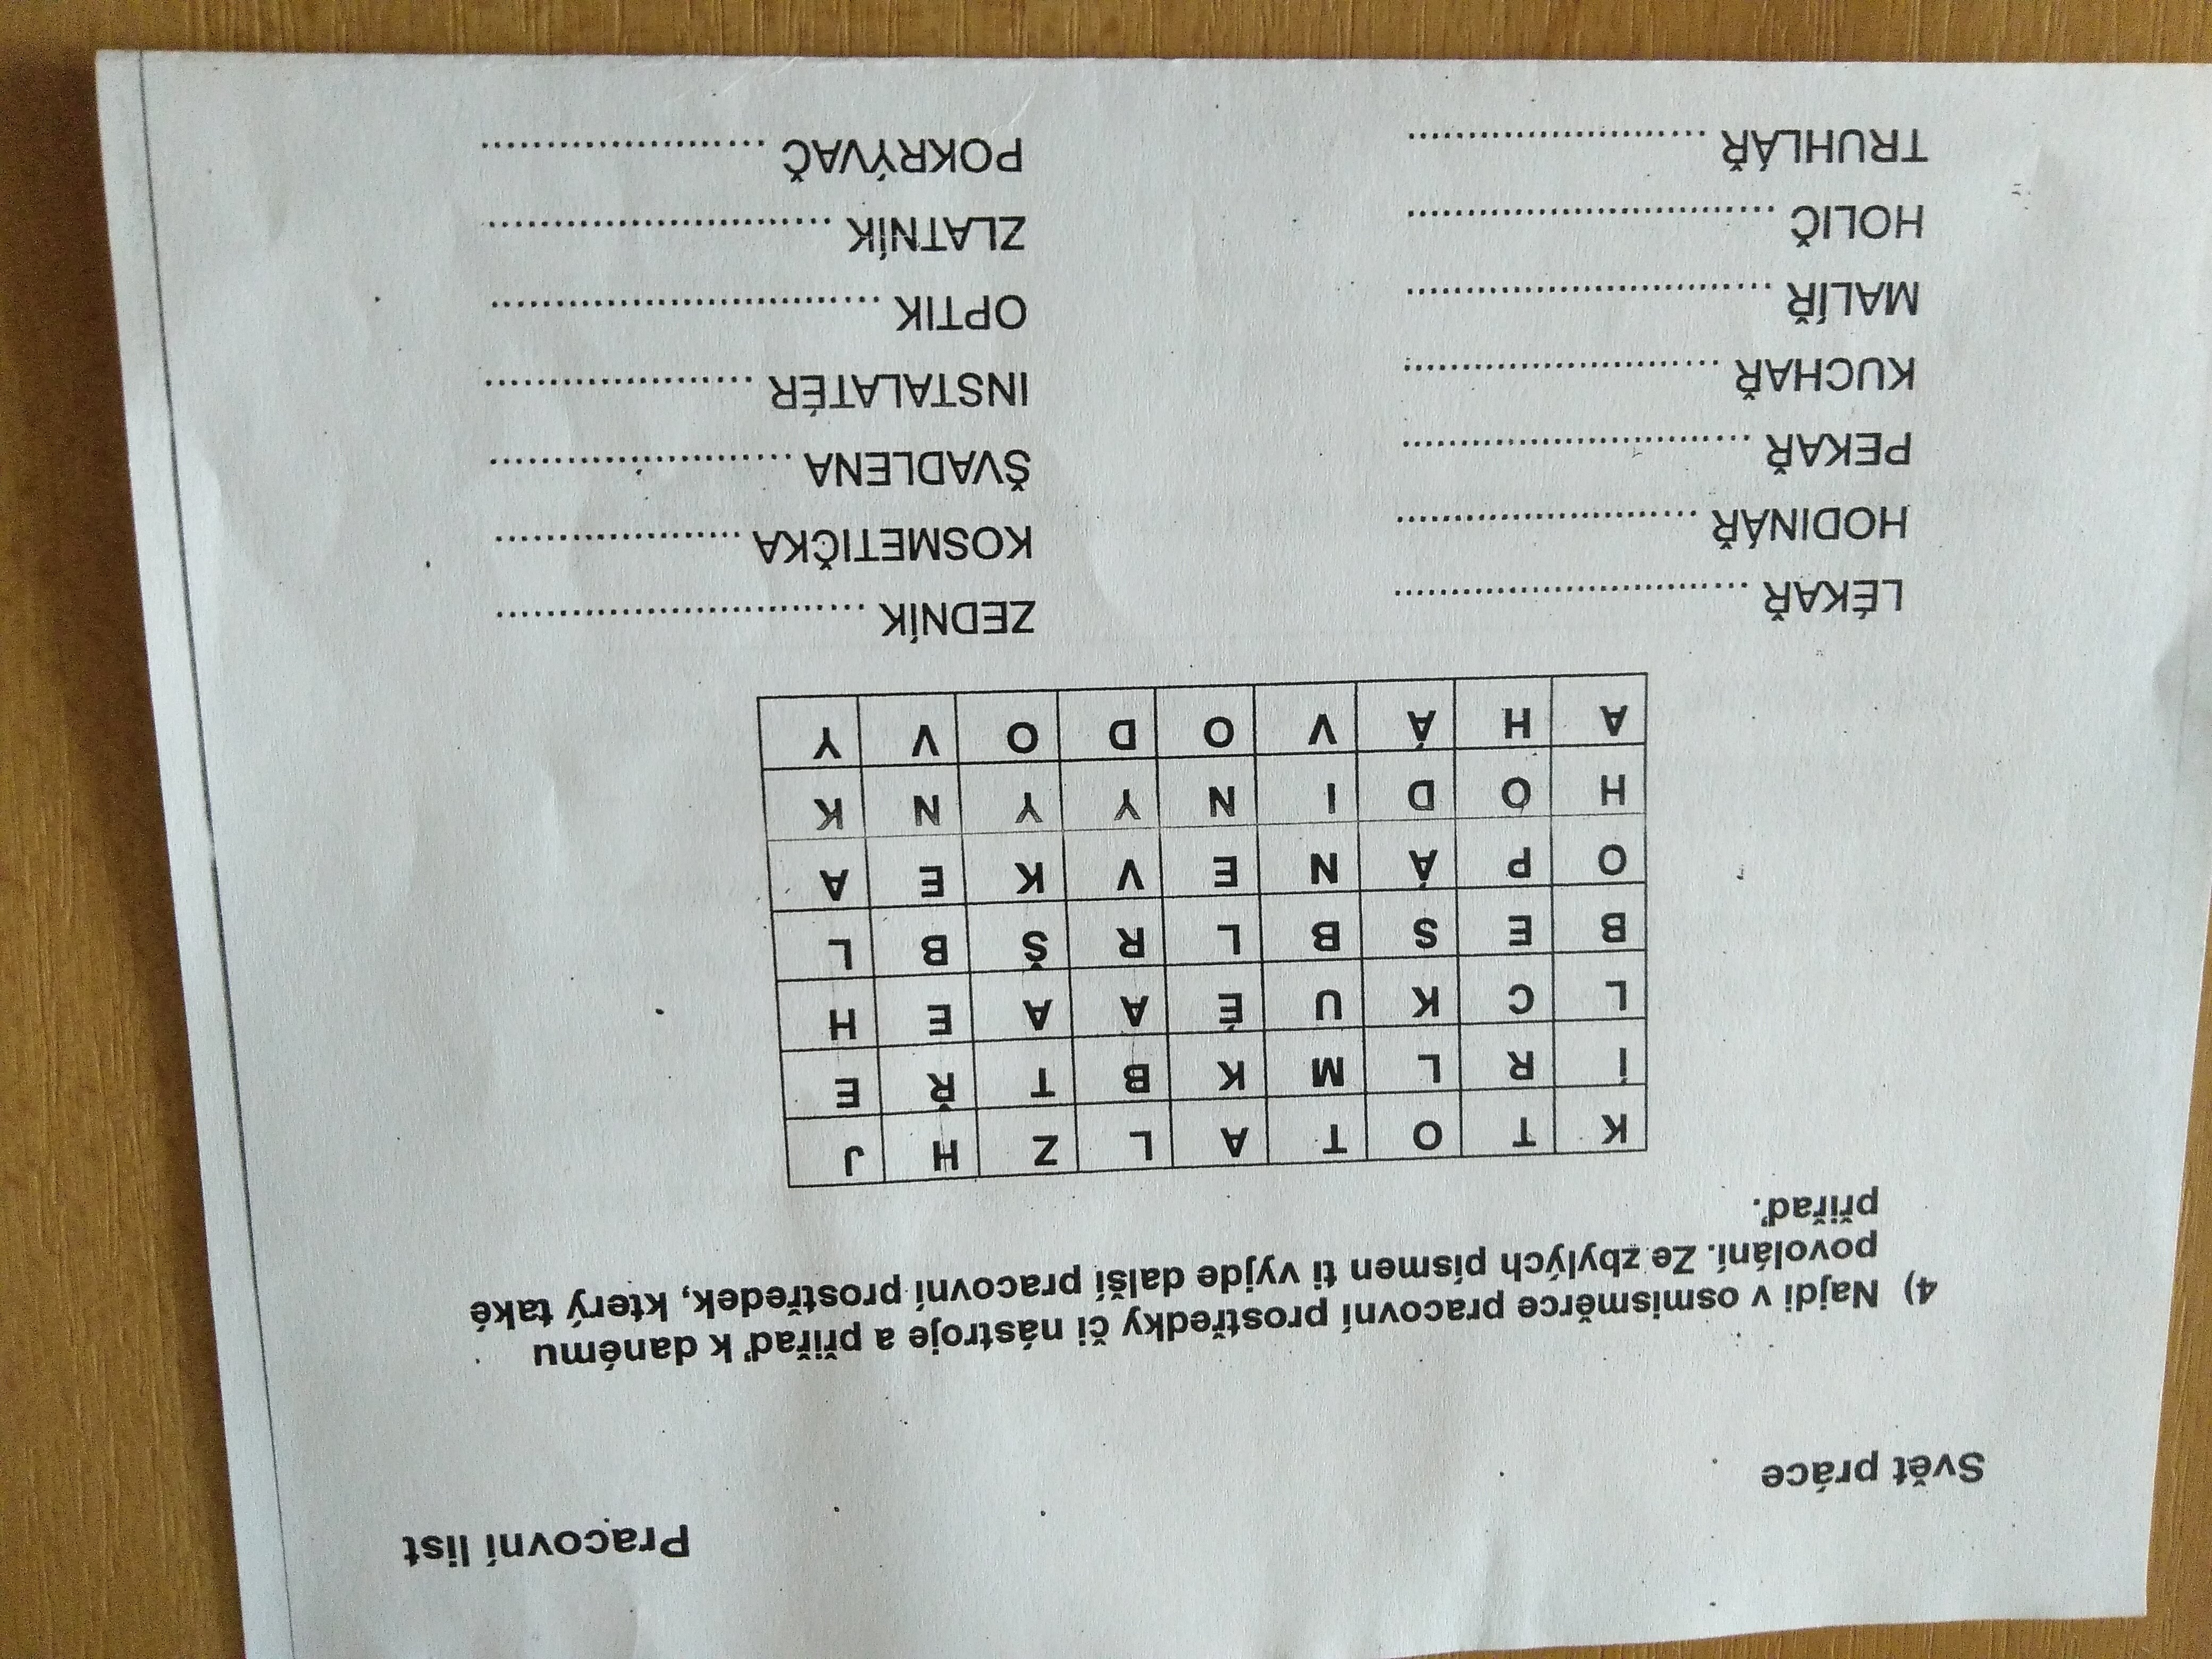 Pracovní list
Svět práce
4) Najdi v osmisměrce pracovní prostředky či nástroje a přiřaď k danému
povolání. Ze zbylých písmen ti vyjde další pracovní prostředek, který také
přiřaď.
K T O T A L Z H J
Í R L M K B T Ř E
L C K U É A A E H
B E S B L R Š B L
O P Á N E V K E A
H O D I N Y Y N K
A H Á V O D O V Y
LÉKAŘ ..............................
HODINÁŘ ..........................
PEKAŘ ..............................
KUCHAŘ ...........................
MALÍŘ ...............................
HOLIČ ...............................
TRUHLÁŘ .........................
ZEDNÍK ..............................
KOSMETIČKA ....................
ŠVADLENA ........................
INSTALATÉR .....................
OPTIK ...............................
ZLATNÍK ...........................
POKRÝVAČ .......................